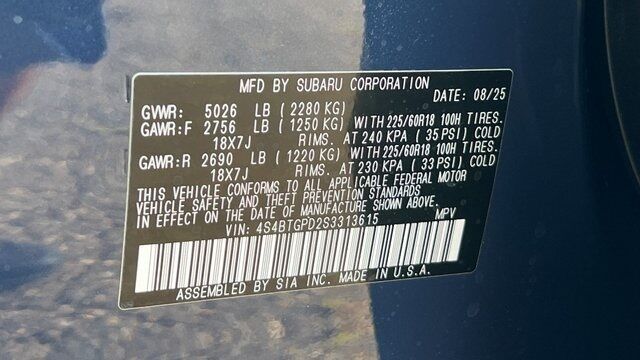 MFD BY SUBARU CORPORATION
DATE: 08/25
GVWR: 5026 LB (2280 KG)
GAWR:F 2756 LB (1250 KG) WITH 225/60R18 100H TIRES.
18X7J RIMS. AT 240 KPA (35 PSI) COLD
GAWR:R 2690 LB (1220 KG) WITH 225/60R18 100H TIRES.
18X7J RIMS. AT 230 KPA (33 PSI) COLD
THIS VEHICLE CONFORMS TO ALL APPLICABLE FEDERAL MOTOR
VEHICLE SAFETY AND THEFT PREVENTION STANDARDS
IN EFFECT ON THE DATE OF MANUFACTURE SHOWN ABOVE.
VIN: 4S4BTGPD2S3313615 MPV
ASSEMBLED BY SIA INC. MADE IN U.S.A.